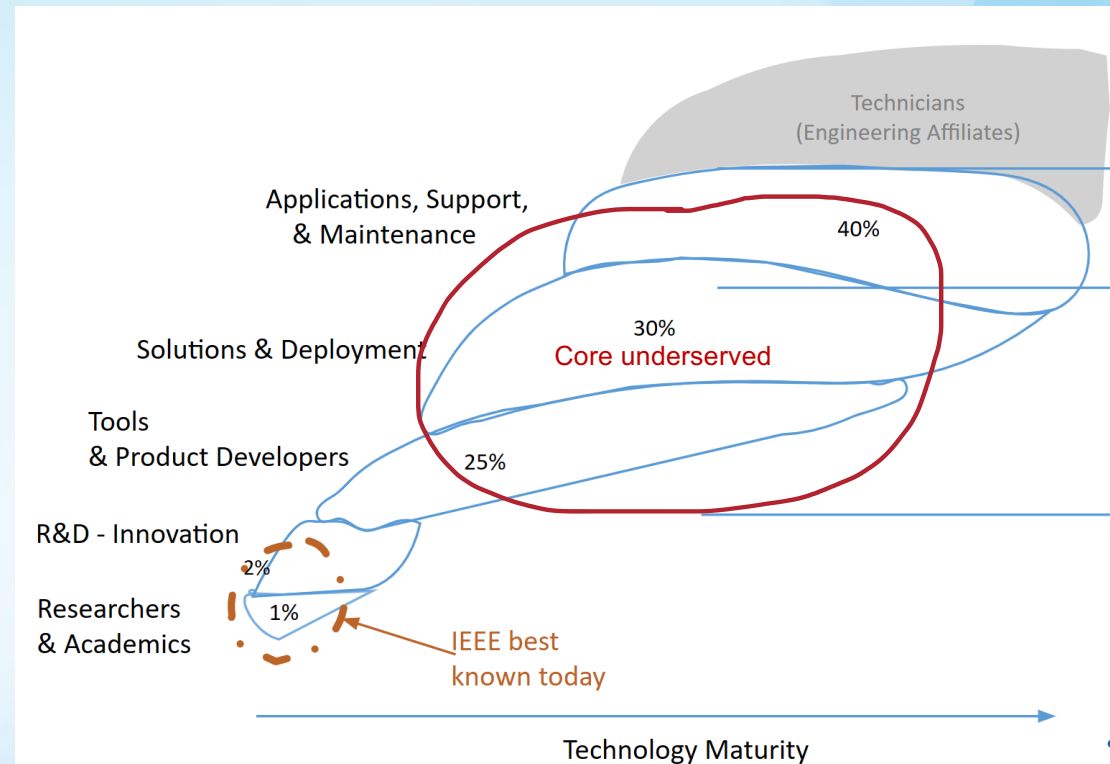 Technicians
(Engineering Affiliates)
Applications, Support,
& Maintenance
40%
30%
Core underserved
Solutions & Deployment
Tools
& Product Developers
25%
R&D - Innovation
2%
Researchers
& Academics
1%
IEEE best
known today
Technology Maturity